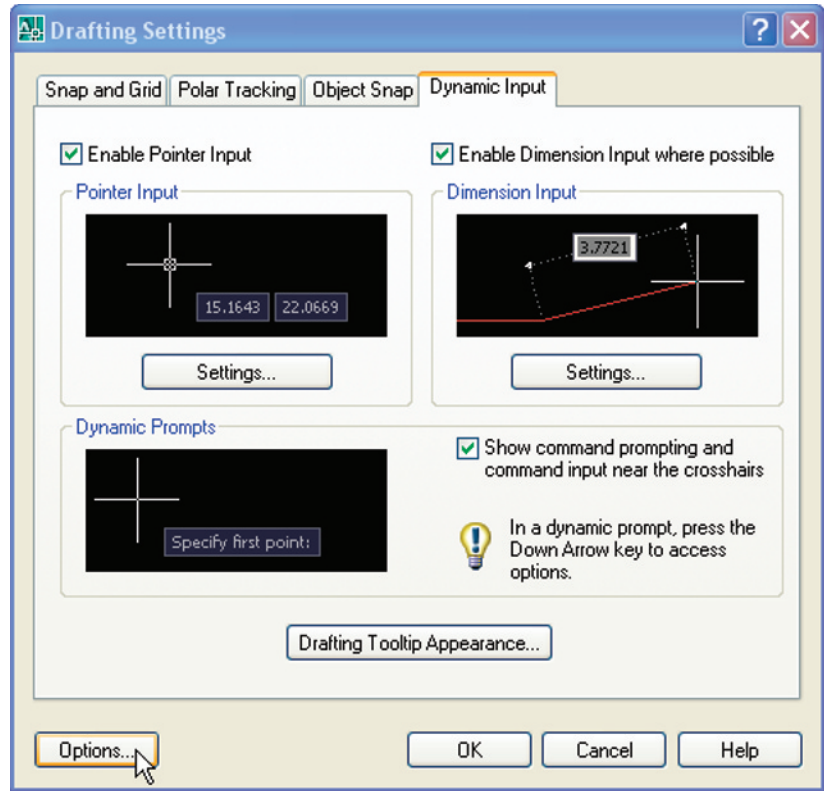 Drafting Settings
Snap and Grid Polar Tracking Object Snap Dynamic Input
Enable Pointer Input
Enable Dimension Input where possible
Pointer Input
15.1643 22.0669
Settings...
Dimension Input
3.7721
Settings...
Dynamic Prompts
Specify first point:
Show command prompting and
command input near the crosshairs
In a dynamic prompt, press the
Down Arrow key to access
options.
Drafting Tooltip Appearance...
Options... OK Cancel Help